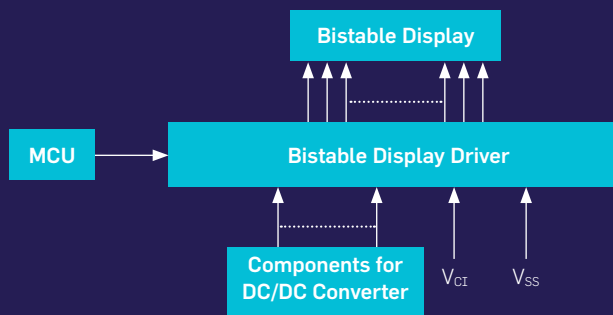 Bistable Display
MCU
Bistable Display Driver
Components for
DC/DC Converter
VCI
VSS